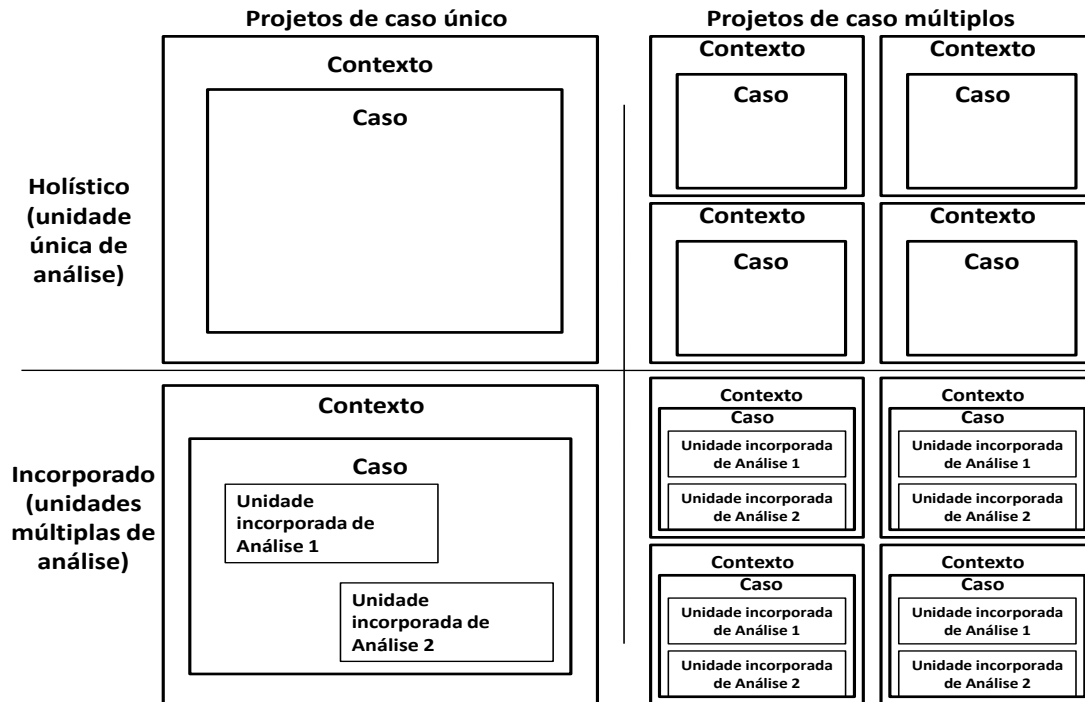 Projetos de caso único
Projetos de caso múltiplos
Holístico
(unidade
única de
análise)
Contexto
Caso
Contexto
Caso
Contexto
Caso
Contexto
Caso
Contexto
Caso
Incorporado
(unidades
múltiplas de
análise)
Contexto
Caso
Unidade
incorporada de
Análise 1
Unidade
incorporada de
Análise 2
Contexto
Caso
Unidade incorporada
de Análise 1
Unidade incorporada
de Análise 2
Contexto
Caso
Unidade incorporada
de Análise 1
Unidade incorporada
de Análise 2
Contexto
Caso
Unidade incorporada
de Análise 1
Unidade incorporada
de Análise 2
Contexto
Caso
Unidade incorporada
de Análise 1
Unidade incorporada
de Análise 2